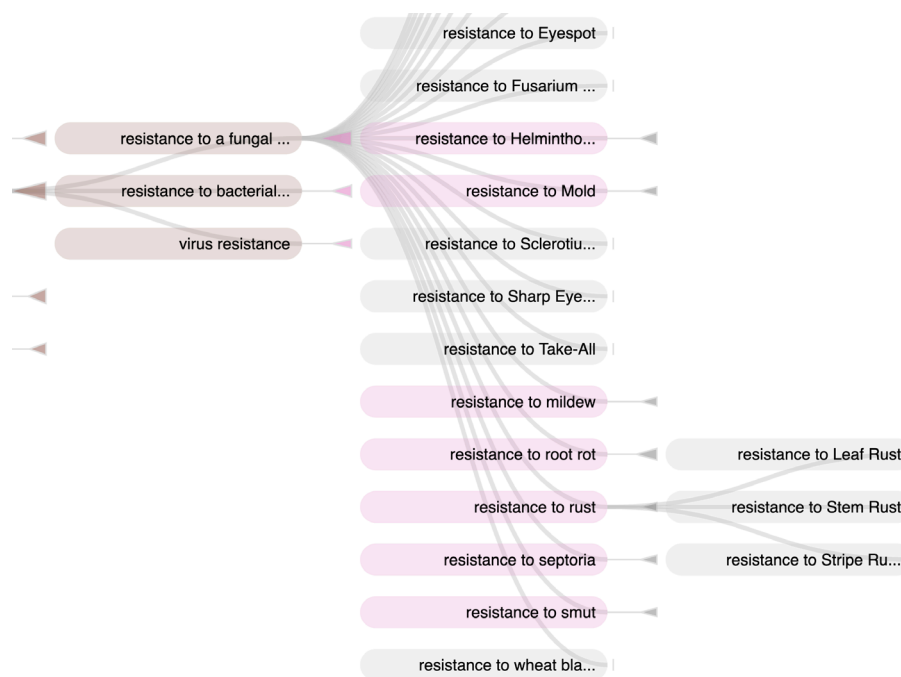 resistance to Eyespot
resistance to Fusarium ...
resistance to a fungal ...
resistance to Helmintho...
resistance to bacterial...
resistance to Mold
virus resistance
resistance to Sclerotiu...
resistance to Sharp Eye...
resistance to Take-All
resistance to mildew
resistance to root rot
resistance to Leaf Rust
resistance to rust
resistance to Stem Rust
resistance to septoria
resistance to Stripe Ru...
resistance to smut
resistance to wheat bla...